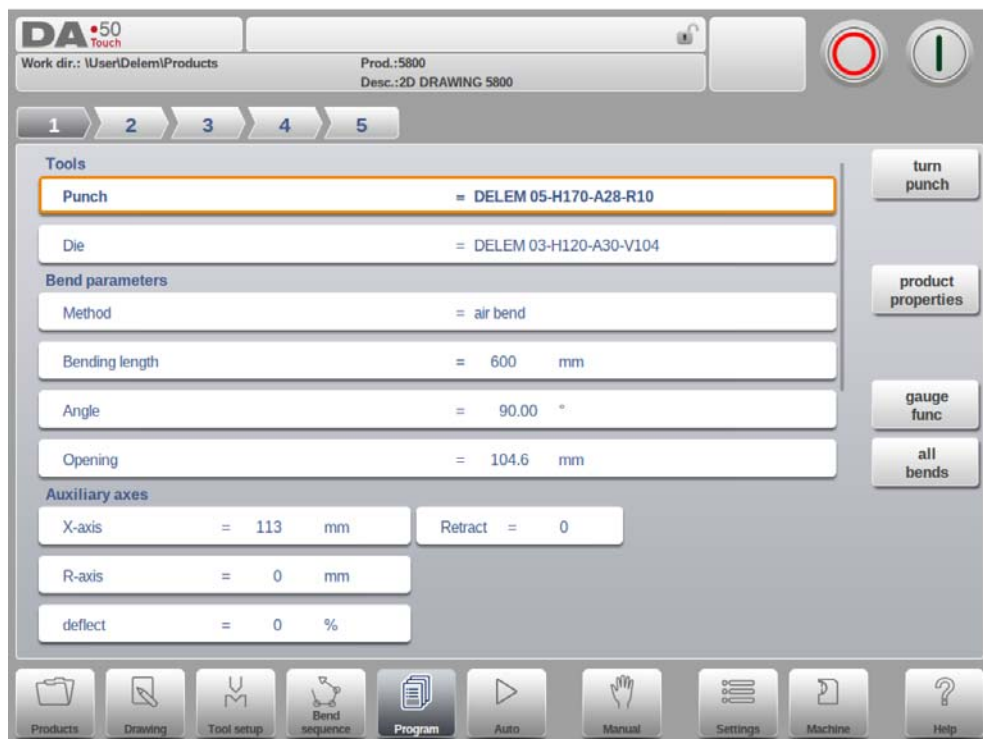 DA 50
Touch
Work dir.: \User\Delem\Products
Prod.:5800
Desc.:2D DRAWING 5800
1 2 3 4 5
Tools
Punch = DELEM 05-H170-A28-R10
Die = DELEM 03-H120-A30-V104
Bend parameters
Method = air bend
Bending length = 600 mm
Angle = 90.00 °
Opening = 104.6 mm
Auxiliary axes
X-axis = 113 mm Retract = 0
R-axis = 0 mm
deflect = 0 %
turn
punch
product
properties
gauge
func
all
bends
Products
Drawing
Tool setup
Bend
sequence
Program
Auto
Manual
Settings
Machine
Help